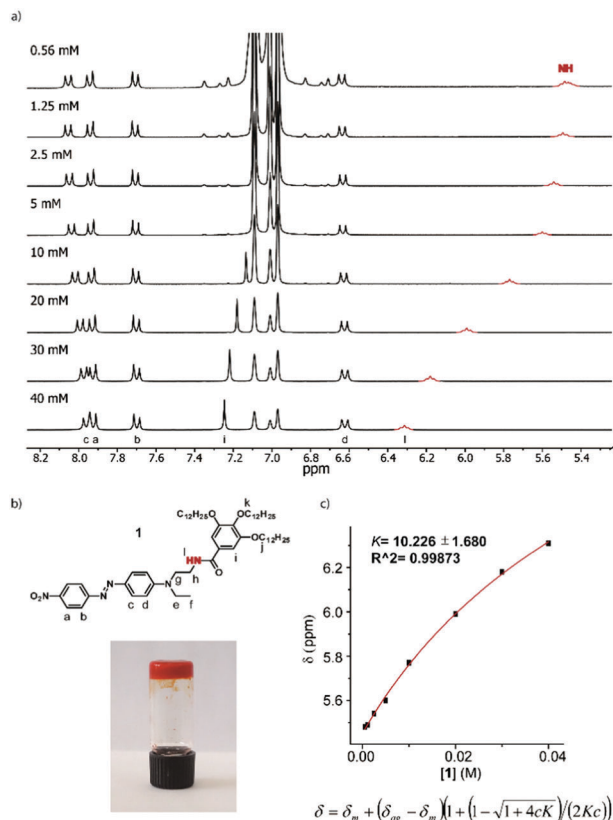 a)
NH
0.56 mM
1.25 mM
2.5 mM
5 mM
10 mM
20 mM
30 mM
40 mM
c a b i d l
8.2 8.0 7.8 7.6 7.4 7.2 7.0 6.8 6.6 6.4 6.2 6.0 5.8 5.6 5.4
ppm
b)
1
k
C₁₂H₂₅O OC₁₂H₂₅
OC₁₂H₂₅
j
l
HN
i
O
g h
N
e f
N
N
c d
O₂N
a b
c)
K= 10.226 ± 1.680
R^2= 0.99873
δ (ppm)
6.2
6.0
5.8
5.6
0.00 0.02 0.04
[1] (M)
δ = δₘ + (δₐg − δₘ)(1 + (1 − √1 + 4cK)/(2Kc))